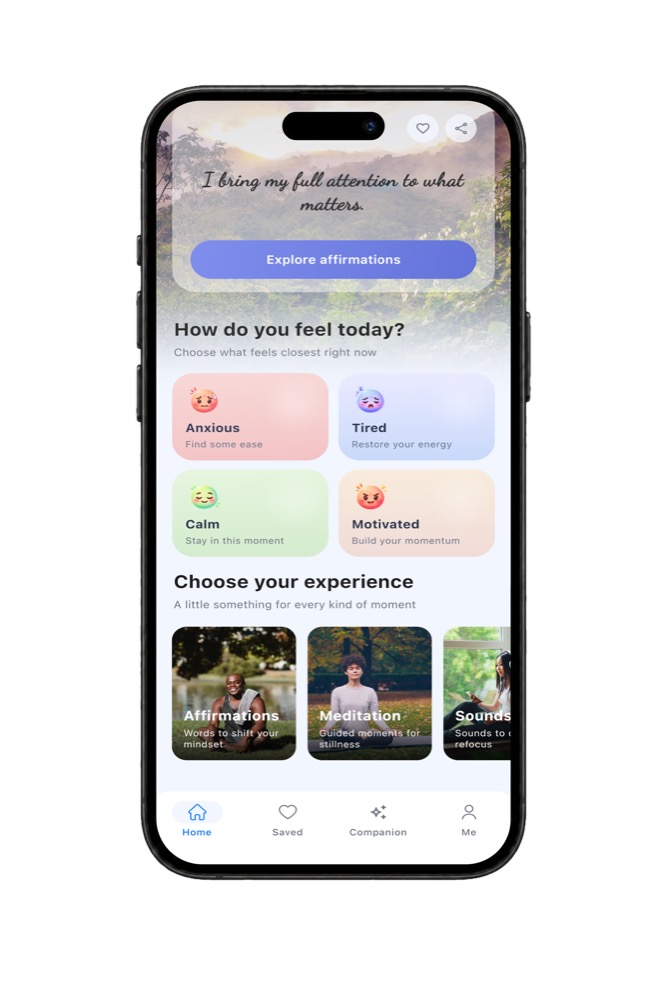 I bring my full attention to what
matters.
Explore affirmations
How do you feel today?
Choose what feels closest right now
Anxious
Find some ease
Tired
Restore your energy
Calm
Stay in this moment
Motivated
Build your momentum
Choose your experience
A little something for every kind of moment
Affirmations
Words to shift your
mindset
Meditation
Guided moments for
stillness
Sounds
Sounds to
refocus
Home
Saved
Companion
Me